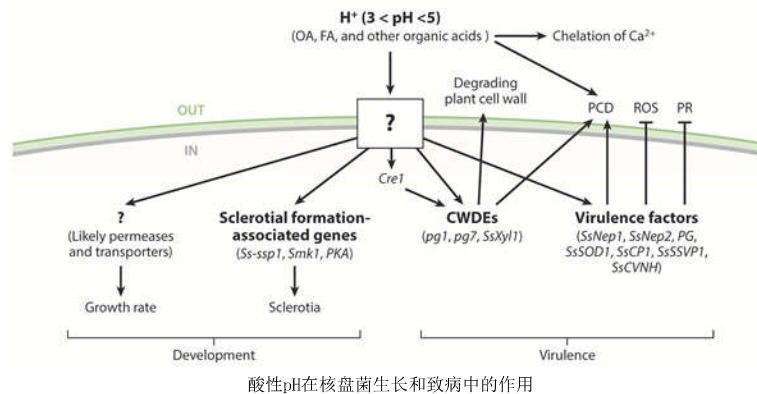 H⁺ (3 < pH <5)
(OA, FA, and other organic acids )
Chelation of Ca²⁺
Degrading
plant cell wall
PCD
ROS
PR
OUT
IN
?
Cre1
?
(Likely permeases
and transporters)
Sclerotial formation-
associated genes
(Ss-ssp1, Smk1, PKA)
CWDEs
(pg1, pg7, SsXyl1)
Virulence factors
(SsNep1, SsNep2, PG,
SsSOD1, SsCP1, SsSSVP1,
SsCVNH)
Growth rate
Sclerotia
Development
Virulence
酸性pH在核盘菌生长和致病中的作用